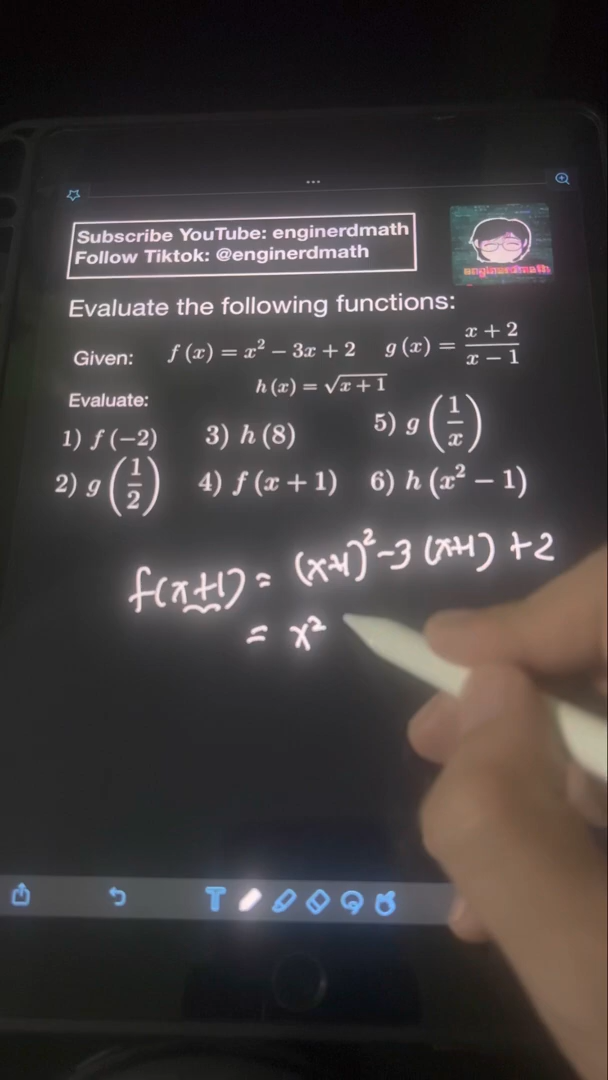 Subscribe YouTube: enginerdmath
Follow Tiktok: @enginerdmath
enginerdmath
Evaluate the following functions:
Given: f(x) = x² − 3x + 2 g(x) = (x + 2)/(x − 1)
h(x) = √(x + 1)
Evaluate:
1) f(−2) 3) h(8) 5) g(1/x)
2) g(1/2) 4) f(x + 1) 6) h(x² − 1)
f(x+1) = (x+1)² - 3(x+1) + 2
= x²
T